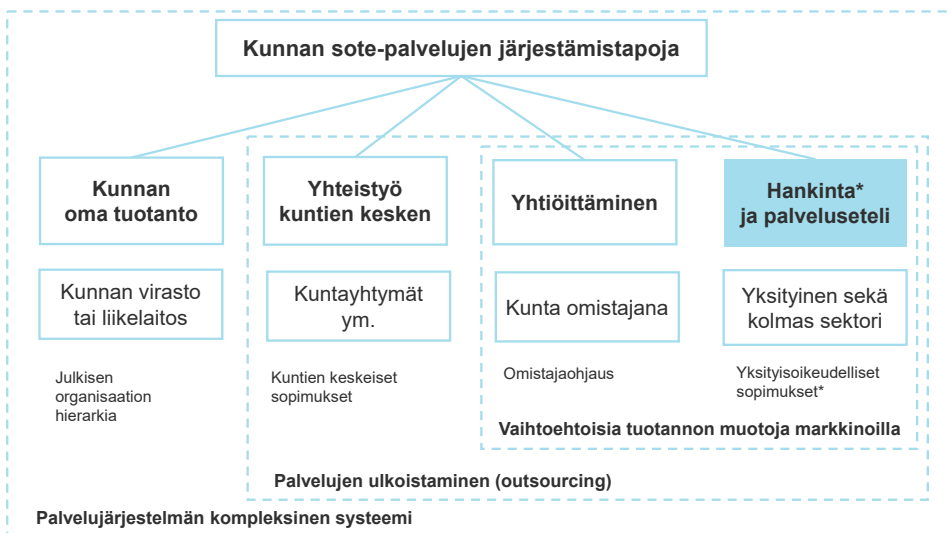 Kunnan sote-palvelujen järjestämistapoja
Kunnan
oma tuotanto
Yhteistyö
kuntien kesken
Yhtiöittäminen
Hankinta*
ja palveluseteli
Kunnan virasto
tai liikelaitos
Kuntayhtymät
ym.
Kunta omistajana
Yksityinen sekä
kolmas sektori
Julkisen
organisaation
hierarkia
Kuntien keskeiset
sopimukset
Omistajaohjaus
Yksityisoikeudelliset
sopimukset*
Vaihtoehtoisia tuotannon muotoja markkinoilla
Palvelujen ulkoistaminen (outsourcing)
Palvelujärjestelmän kompleksinen systeemi